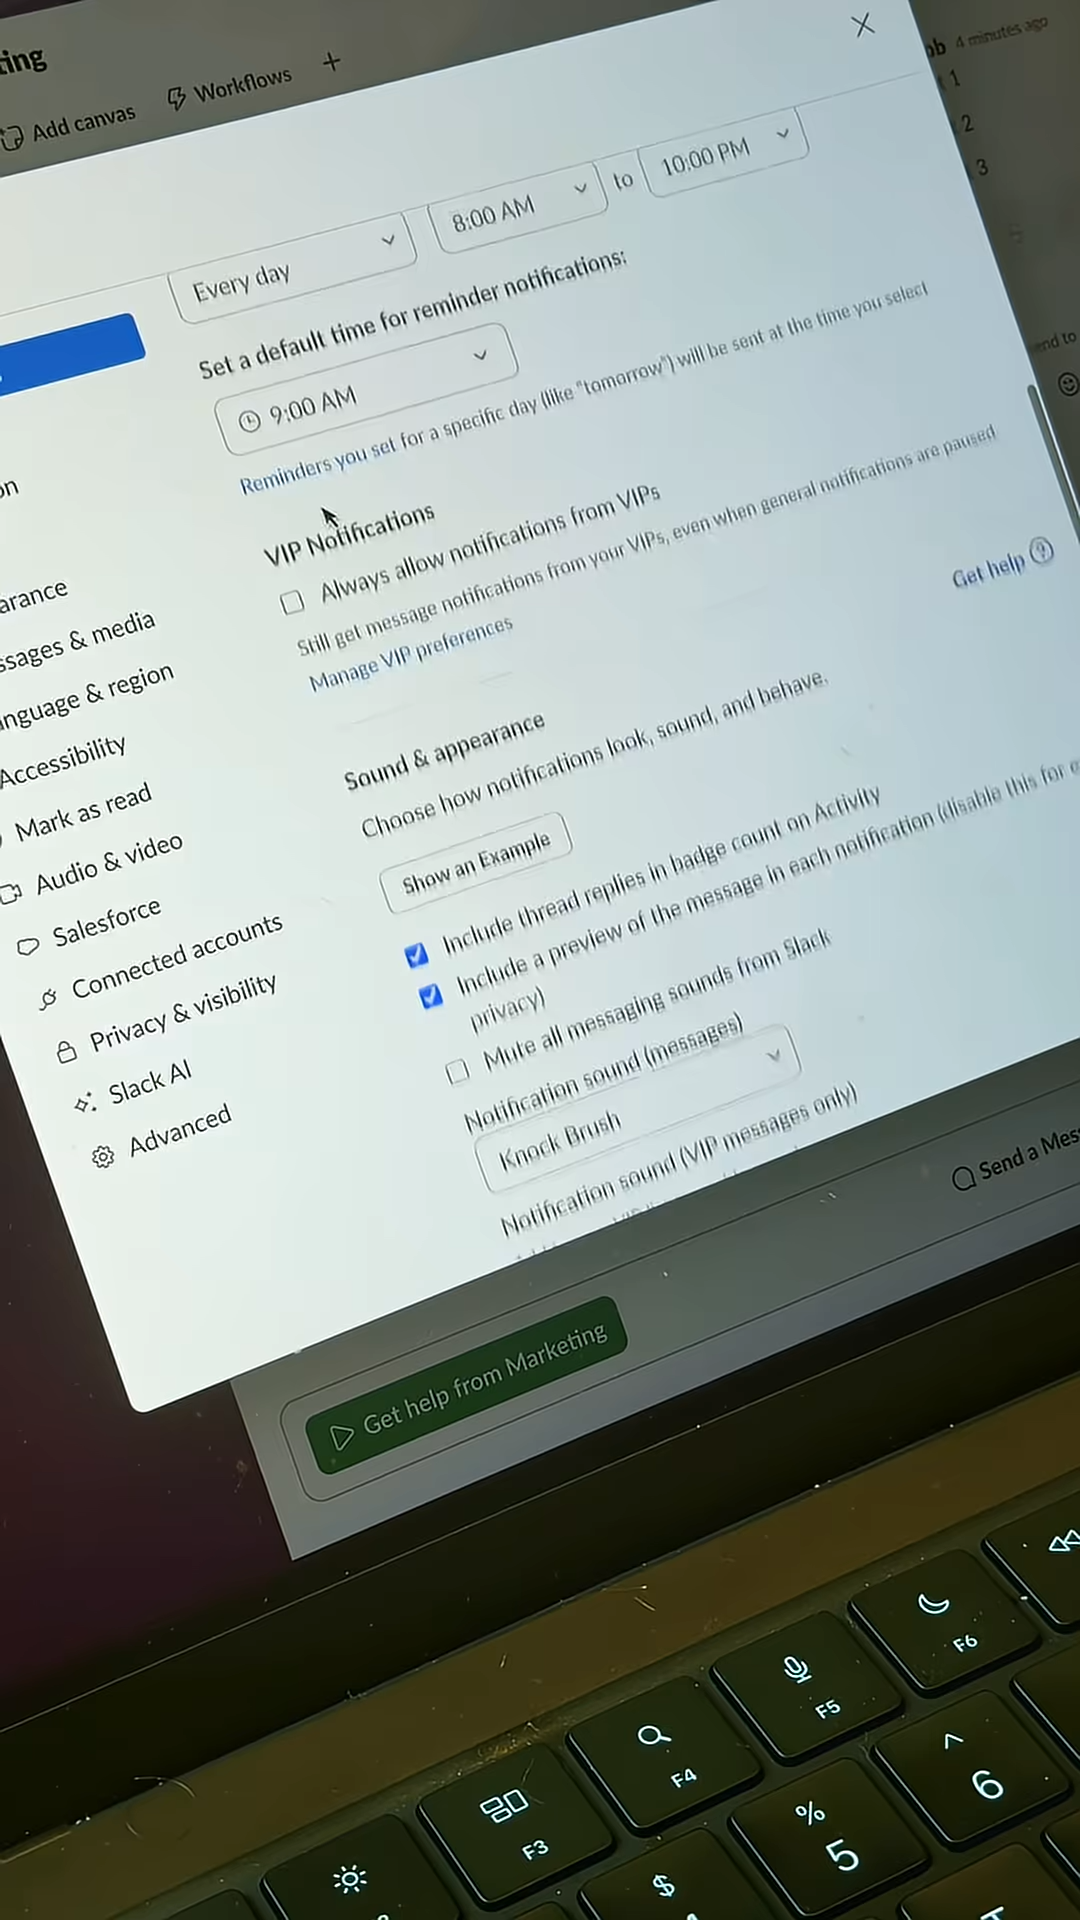 ting
Add canvas
Workflows
+
ob 4 minutes ago
1
2
3
Every day
8:00 AM
to
10:00 PM
Set a default time for reminder notifications:
9:00 AM
Reminders you set for a specific day (like "tomorrow") will be sent at the time you select
VIP Notifications
Always allow notifications from VIPs
Still get message notifications from your VIPs, even when general notifications are paused
Manage VIP preferences
Get help
Sound & appearance
Choose how notifications look, sound, and behave.
Show an Example
Include thread replies in badge count on Activity
Include a preview of the message in each notification (disable this for e
privacy)
Mute all messaging sounds from Slack
Notification sound (messages)
Knock Brush
Notification sound (VIP messages only)
on
arance
ssages & media
anguage & region
Accessibility
Mark as read
Audio & video
Salesforce
Connected accounts
Privacy & visibility
Slack AI
Advanced
end to
Send a Mes
Get help from Marketing
F6
F5
F4
F3
^
6
%
5
$